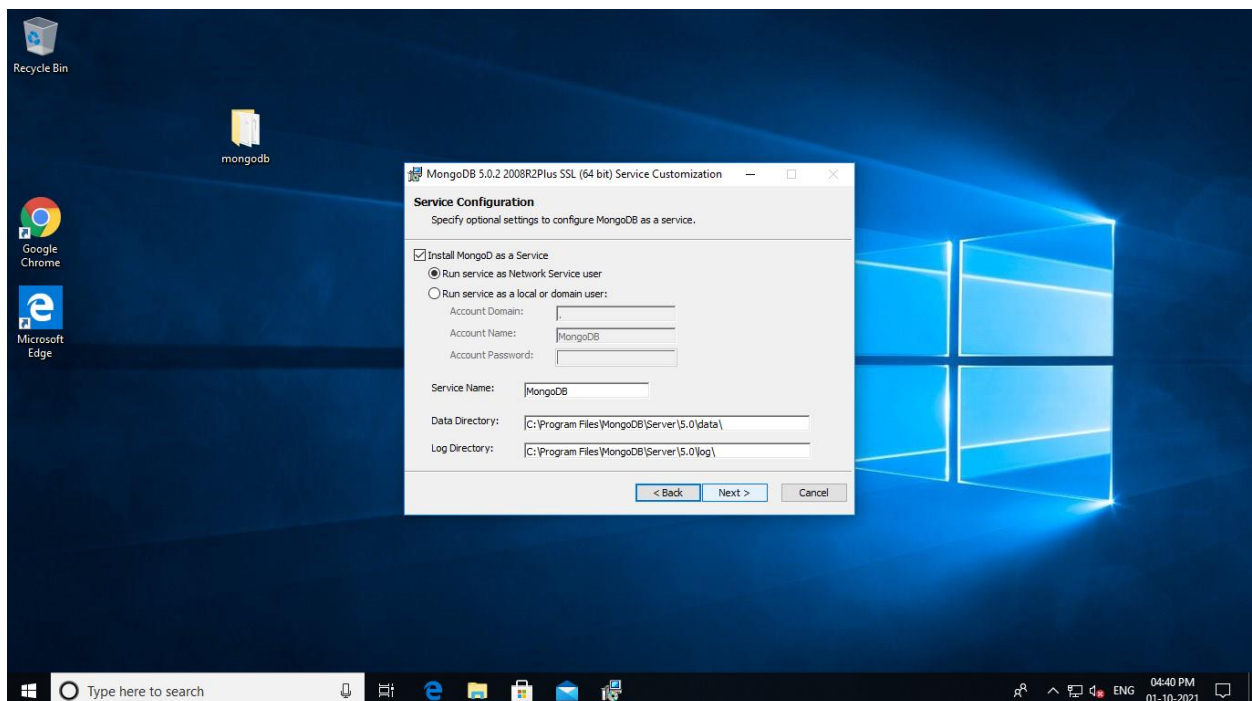 Recycle Bin
mongodb
Google
Chrome
Microsoft
Edge
MongoDB 5.0.2 2008R2Plus SSL (64 bit) Service Customization
Service Configuration
Specify optional settings to configure MongoDB as a service.
Install MongoD as a Service
Run service as Network Service user
Run service as a local or domain user:
Account Domain: .
Account Name: MongoDB
Account Password:
Service Name: MongoDB
Data Directory: C:\Program Files\MongoDB\Server\5.0\data\
Log Directory: C:\Program Files\MongoDB\Server\5.0\log\
< Back Next > Cancel
Type here to search
ENG
04:40 PM
01-10-2021